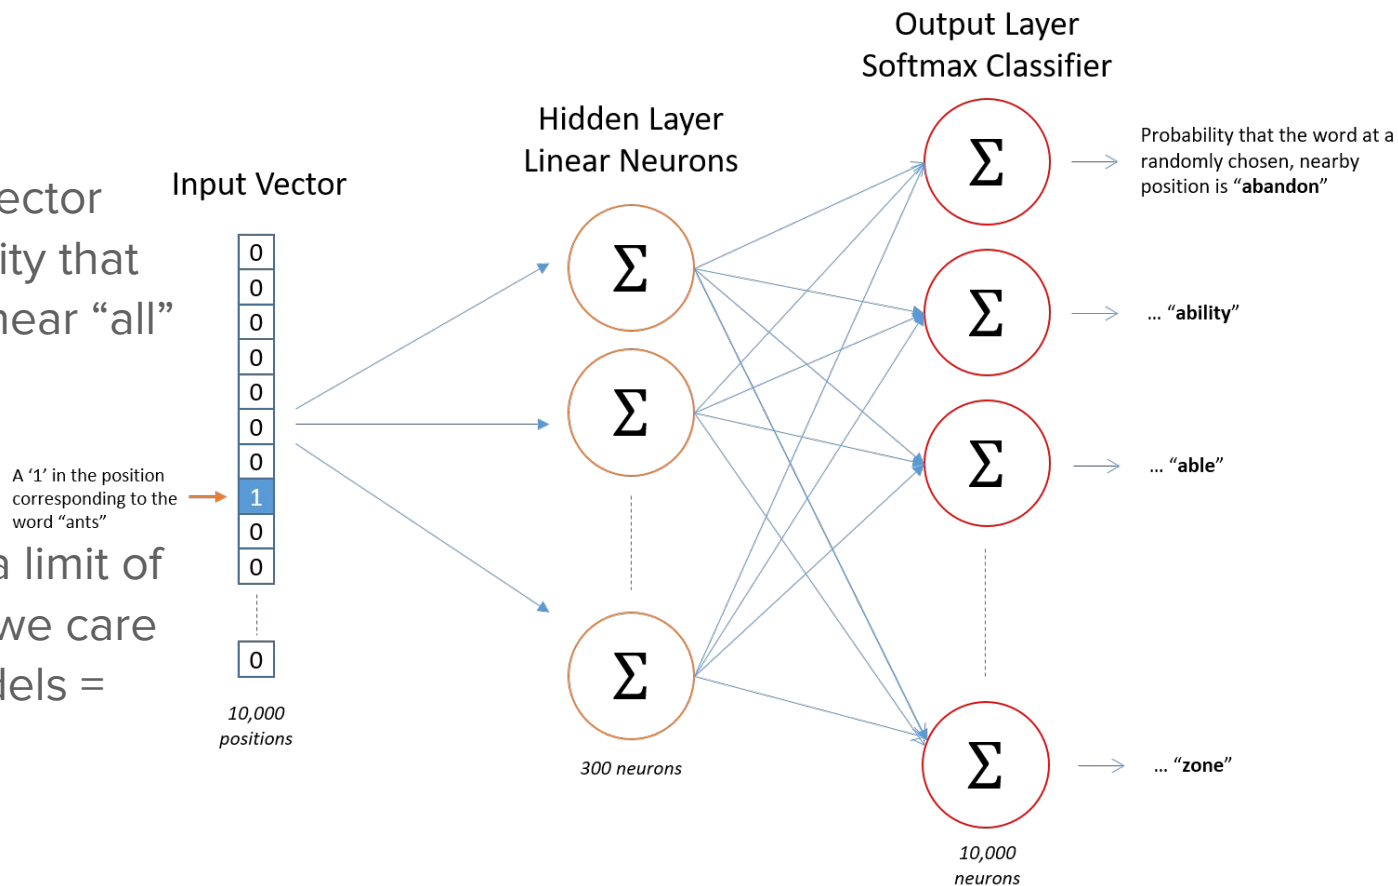 Output Layer
Softmax Classifier
Hidden Layer
Linear Neurons
Input Vector
ector
ity that
near “all”
a limit of
we care
dels =
A ‘1’ in the position
corresponding to the
word “ants”
0
0
0
0
0
0
0
1
0
0
0
10,000
positions
Σ
Σ
Σ
300 neurons
Σ
Σ
Σ
Σ
10,000
neurons
Probability that the word at a
randomly chosen, nearby
position is “abandon”
... “ability”
... “able”
... “zone”